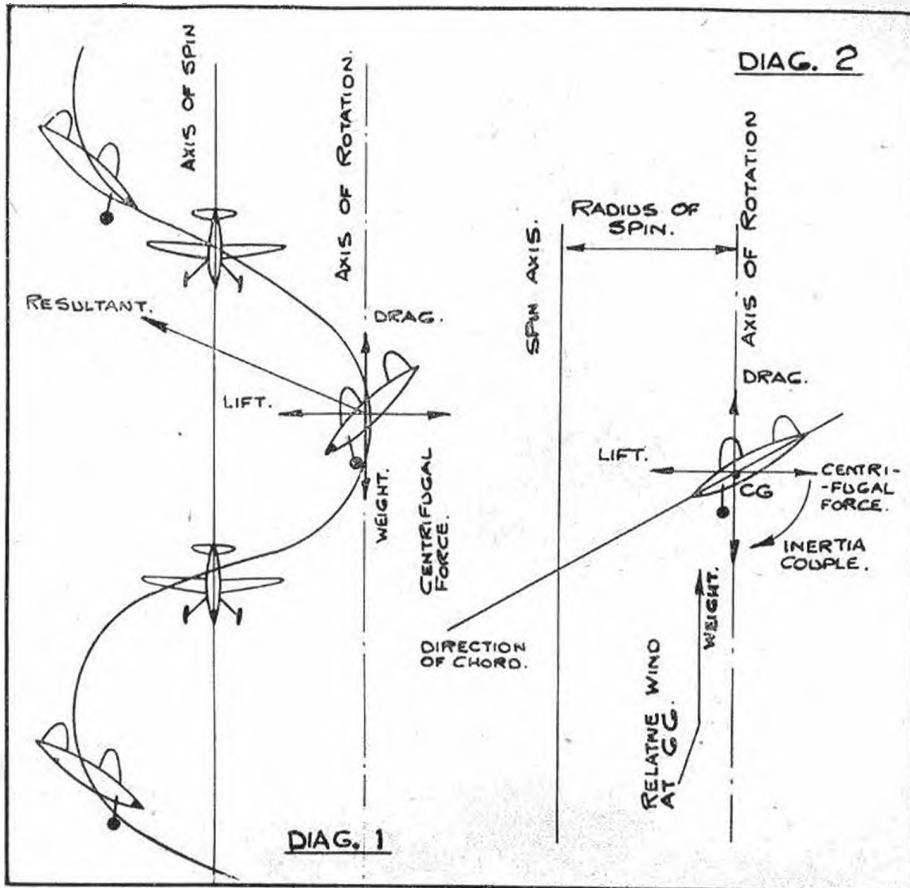 AXIS OF SPIN
AXIS OF ROTATION.
RESULTANT.
DRAG.
LIFT.
WEIGHT.
CENTRIFUGAL
FORCE.
DIAG. 1
DIAG. 2
RADIUS OF
SPIN.
SPIN AXIS.
AXIS OF ROTATION
DRAG.
LIFT.
CG
CENTRI-
-FUGAL
FORCE.
INERTIA
COUPLE.
WEIGHT.
DIRECTION
OF CHORD.
RELATIVE WIND
AT CG.